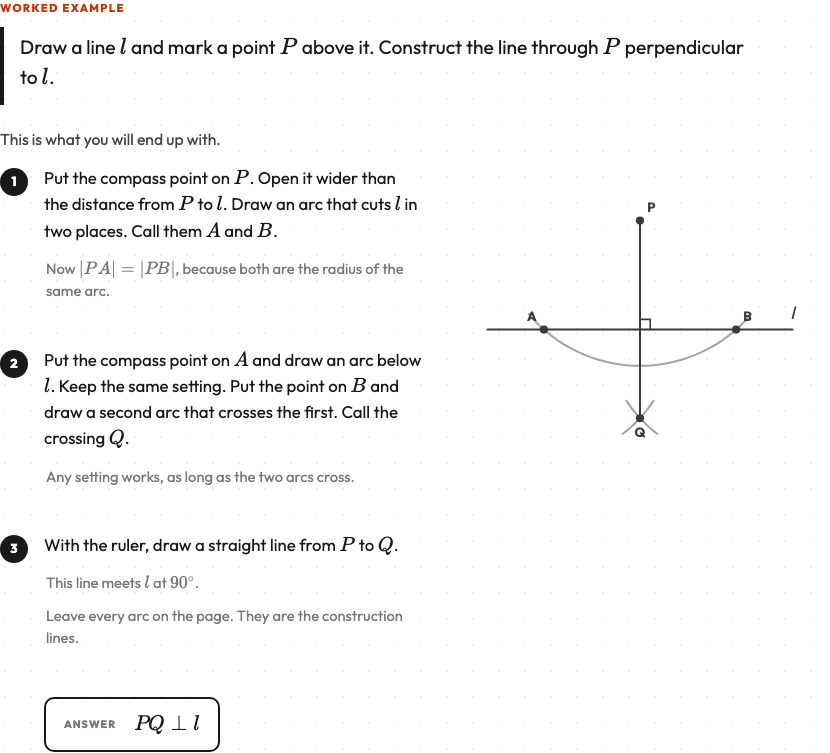 WORKED EXAMPLE
Draw a line l and mark a point P above it. Construct the line through P perpendicular
to l.
This is what you will end up with.
1 Put the compass point on P. Open it wider than
the distance from P to l. Draw an arc that cuts l in
two places. Call them A and B.
Now |PA| = |PB|, because both are the radius of the
same arc.
2 Put the compass point on A and draw an arc below
l. Keep the same setting. Put the point on B and
draw a second arc that crosses the first. Call the
crossing Q.
Any setting works, as long as the two arcs cross.
3 With the ruler, draw a straight line from P to Q.
This line meets l at 90°.
Leave every arc on the page. They are the construction
lines.
ANSWER PQ ⊥ l
P
A
B
l
Q